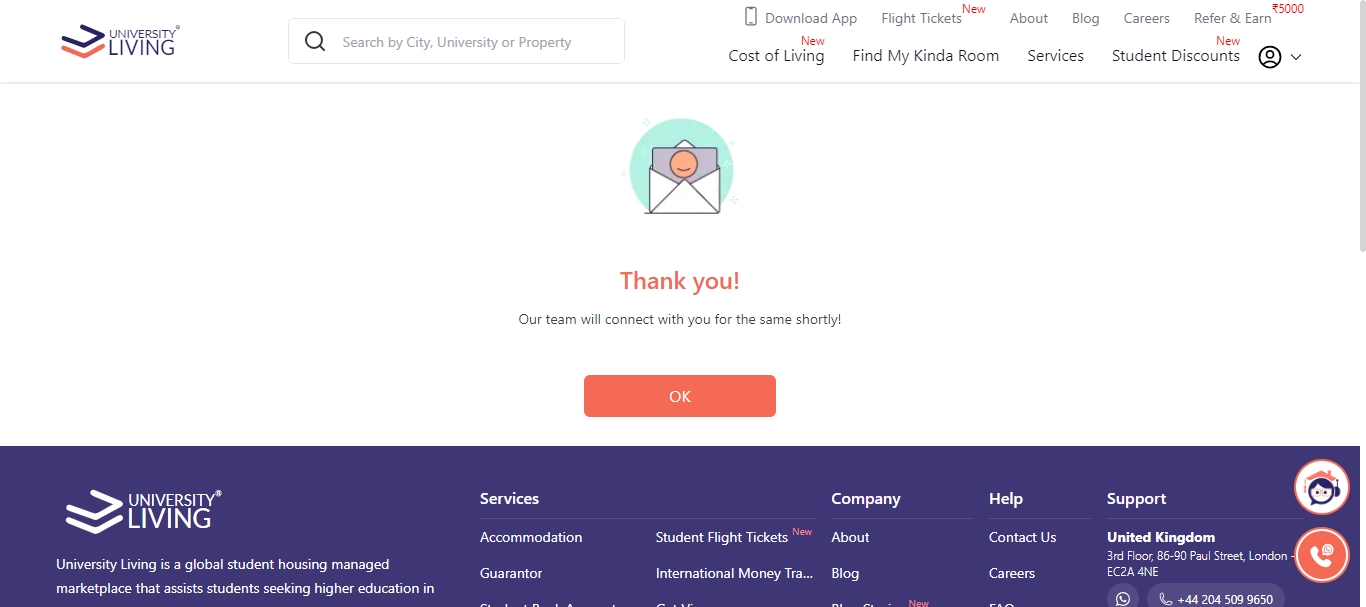 UNIVERSITY®
LIVING
Search by City, University or Property
Download App
Flight Tickets New
About
Blog
Careers
Refer & Earn ₹5000
Cost of Living New
Find My Kinda Room
Services
Student Discounts New
Thank you!
Our team will connect with you for the same shortly!
OK
UNIVERSITY®
LIVING
University Living is a global student housing managed
marketplace that assists students seeking higher education in
Services
Accommodation
Guarantor
Student Flight Tickets New
International Money Tra...
New
Company
About
Blog
Help
Contact Us
Careers
Support
United Kingdom
3rd Floor, 86-90 Paul Street, London -
EC2A 4NE
+44 204 509 9650